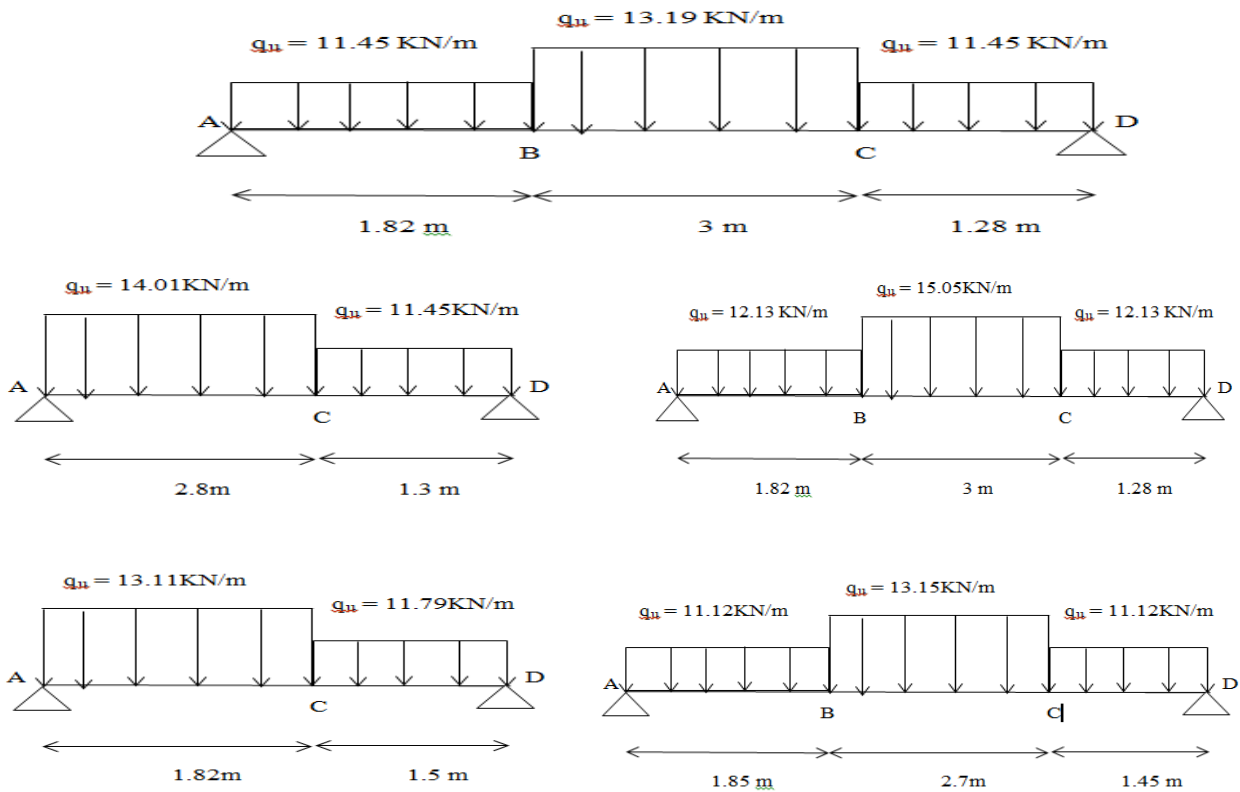 qu = 13.19 KN/m
qu = 11.45 KN/m qu = 11.45 KN/m
A D
B C
1.82 m 3 m 1.28 m
qu = 14.01KN/m
qu = 11.45KN/m
A D
C
2.8m 1.3 m
qu = 15.05KN/m
qu = 12.13 KN/m qu = 12.13 KN/m
A D
B C
1.82 m 3 m 1.28 m
qu = 13.11KN/m
qu = 11.79KN/m
A D
C
1.82m 1.5 m
qu = 13.15KN/m
qu = 11.12KN/m qu = 11.12KN/m
A D
B C
1.85 m 2.7m 1.45 m